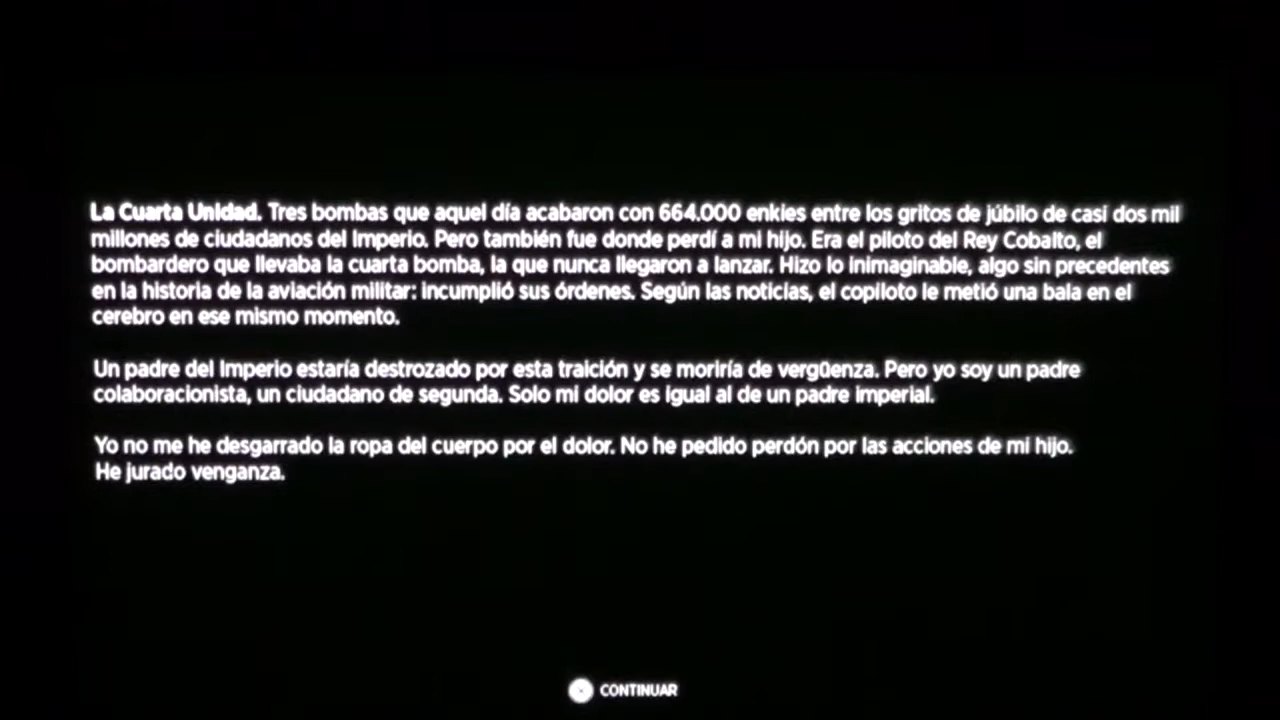 La Cuarta Unidad. Tres bombas que aquel día acabaron con 664.000 enkies entre los gritos de júbilo de casi dos mil
millones de ciudadanos del Imperio. Pero también fue donde perdí a mi hijo. Era el piloto del Rey Cobalto, el
bombardero que llevaba la cuarta bomba, la que nunca llegaron a lanzar. Hizo lo inimaginable, algo sin precedentes
en la historia de la aviación militar: incumplió sus órdenes. Según las noticias, el copiloto le metió una bala en el
cerebro en ese mismo momento.
Un padre del Imperio estaría destrozado por esta traición y se moriría de vergüenza. Pero yo soy un padre
colaboracionista, un ciudadano de segunda. Solo mi dolor es igual al de un padre imperial.
Yo no me he desgarrado la ropa del cuerpo por el dolor. No he pedido perdón por las acciones de mi hijo.
He jurado venganza.
CONTINUAR